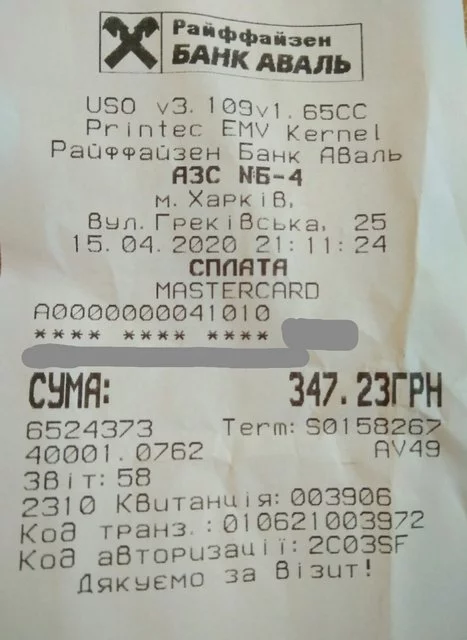 Райффайзен
БАНК АВАЛЬ
USO v3.109v1.65CC
Printec EMV Kernel
Райффайзен Банк Аваль
АЗС №Б-4
м. Харків,
Вул. Греківська, 25
15.04.2020 21:11:24
СПЛАТА
MASTERCARD
A0000000041010
**** **** ****
СУМА: 347.23ГРН
6524373 Term: S0158267
40001.0762 AV49
Звіт: 58
2310 Квитанція: 003906
Код транз.: 010621003972
Код авторизації: 2C03SF
Дякуємо за Візит!